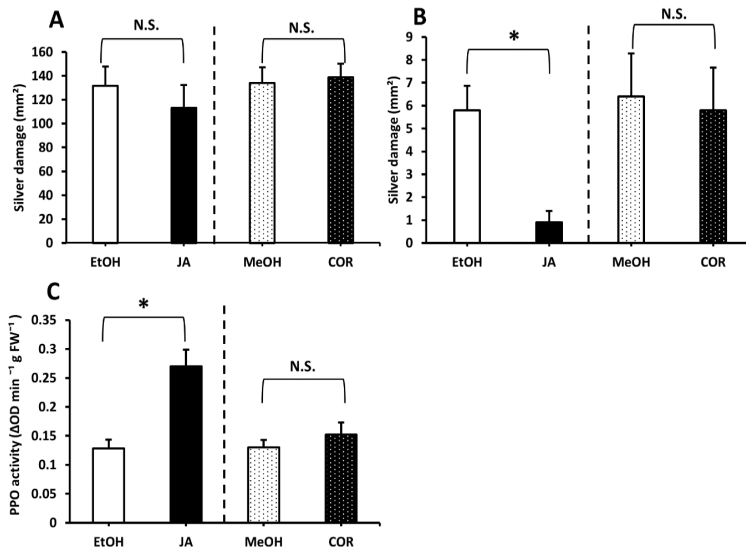 A
N.S.
N.S.
Silver damage (mm²)
160
140
120
100
80
60
40
20
0
EtOH
JA
MeOH
COR
B
*
N.S.
Silver damage (mm²)
9
8
7
6
5
4
3
2
1
0
EtOH
JA
MeOH
COR
C
*
N.S.
PPO activity (ΔOD min ⁻¹ g FW⁻¹ )
0.35
0.3
0.25
0.2
0.15
0.1
0.05
0
EtOH
JA
MeOH
COR